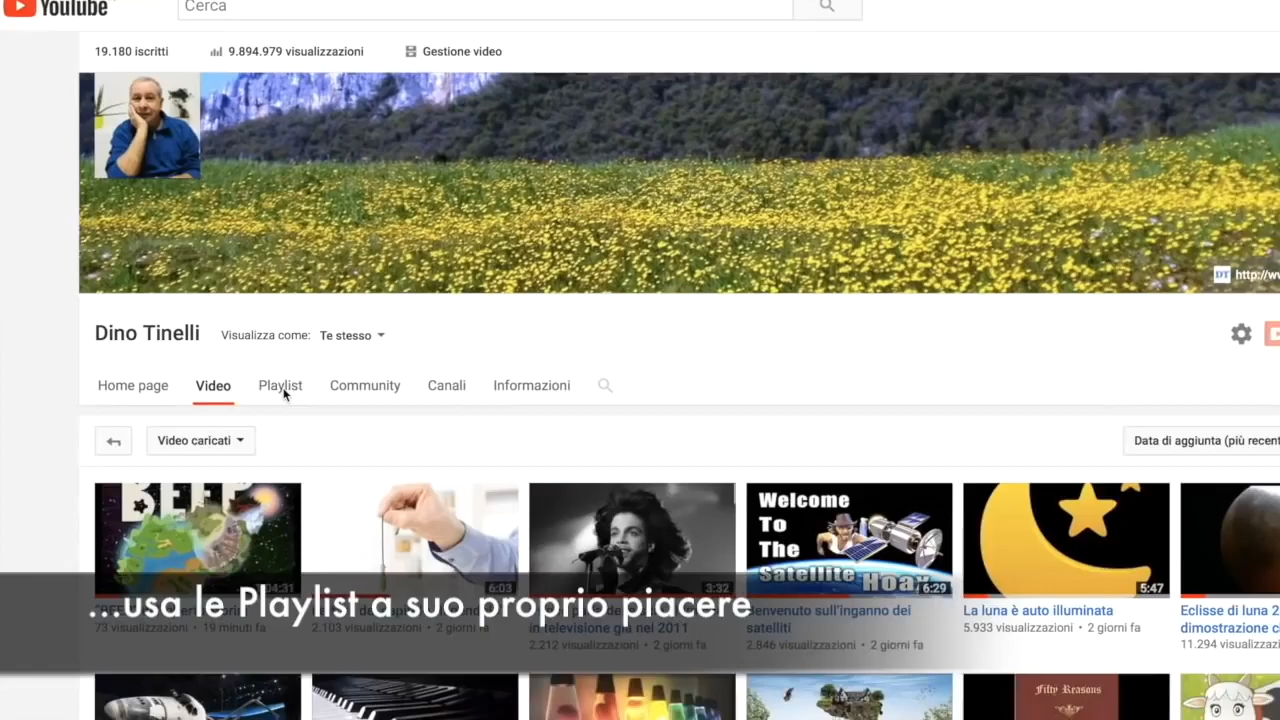 YouTube
Cerca
19.180 iscritti
9.894.979 visualizzazioni
Gestione video
DT
Dino Tinelli
Visualizza come: Te stesso
Home page
Video
Playlist
Community
Canali
Informazioni
Video caricati
Data di aggiunta (più recent
Welcome
To
The
Satellite Hoax
04:31
6:03
3:32
6:29
5:47
...usa le Playlist a suo proprio piacere
in televisione già nel 2011
Benvenuto sull'inganno dei
satelliti
La luna è auto illuminata
Eclisse di luna 2
dimostrazione
73 visualizzazioni • 19 minuti fa
2.103 visualizzazioni • 2 giorni fa
2.212 visualizzazioni • 2 giorni fa
2.846 visualizzazioni • 2 giorni fa
5.933 visualizzazioni • 2 giorni fa
11.294 visualizzazi
Fifty Reasons